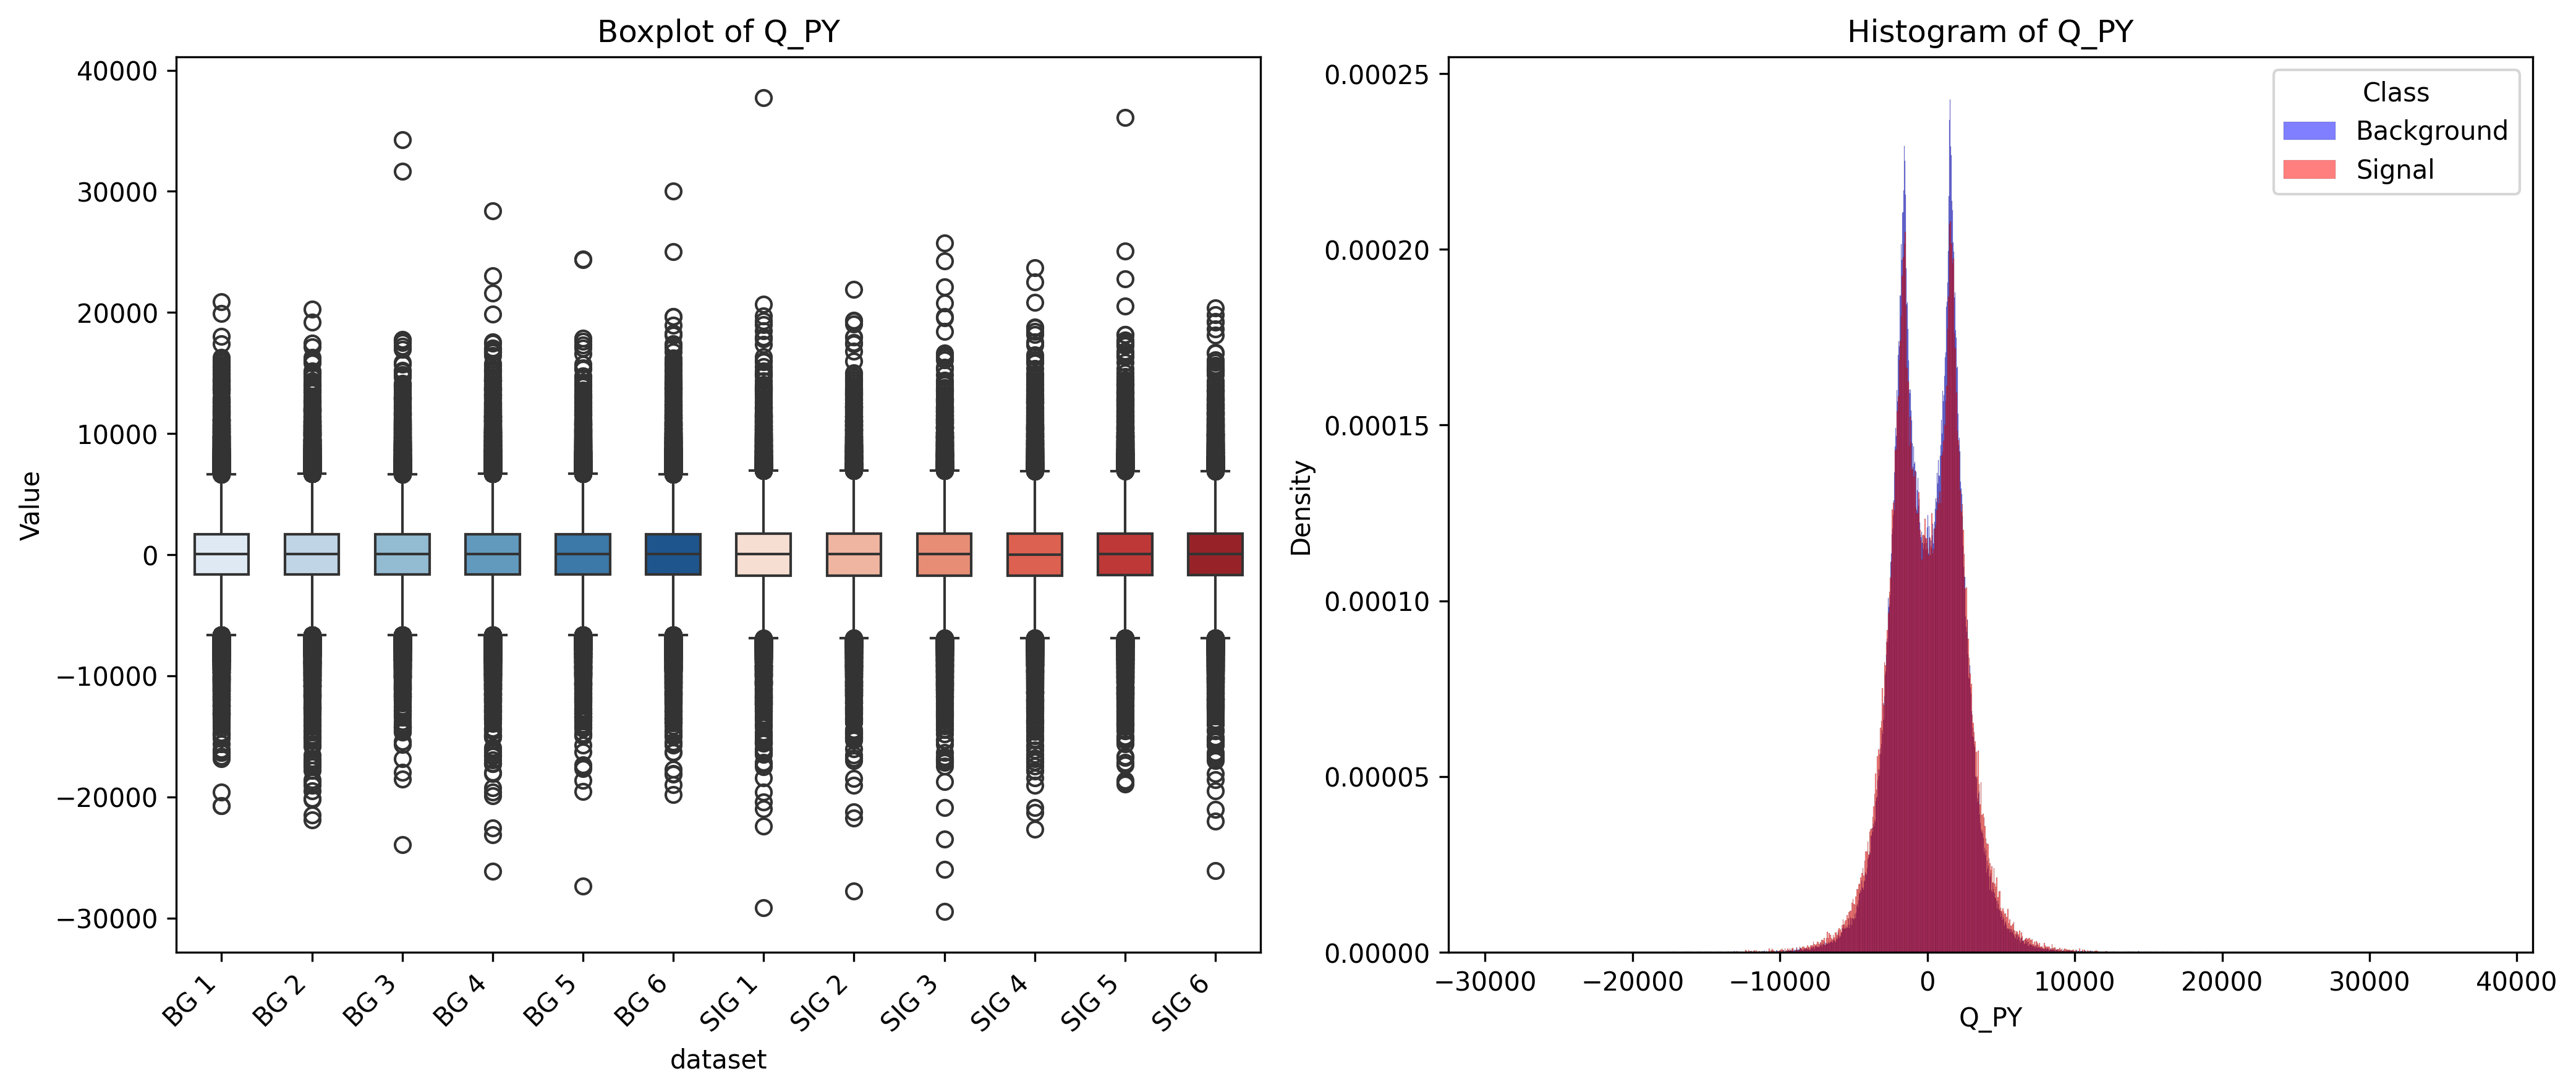 Boxplot of Q_PY
40000
30000
20000
10000
0
−10000
−20000
−30000
Value
BG 1
BG 2
BG 3
BG 4
BG 5
BG 6
SIG 1
SIG 2
SIG 3
SIG 4
SIG 5
SIG 6
dataset
Histogram of Q_PY
0.00025
0.00020
0.00015
0.00010
0.00005
0.00000
Density
Class
Background
Signal
−30000
−20000
−10000
0
10000
20000
30000
40000
Q_PY